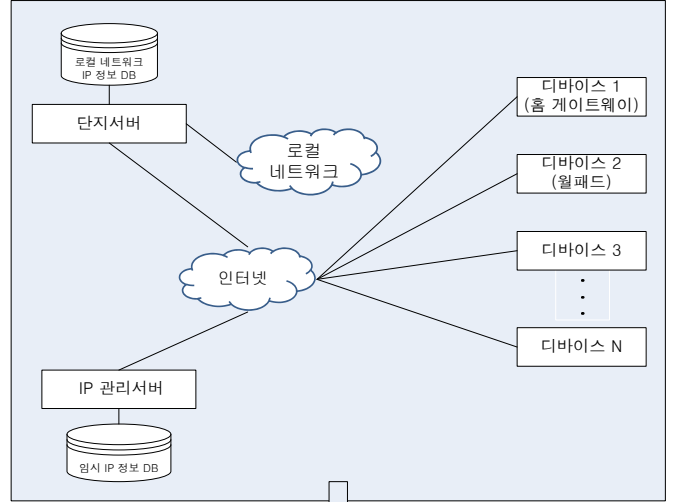 로컬 네트워크
IP 정보 DB
단지서버
로컬
네트워크
디바이스 1
(홈 게이트웨이)
디바이스 2
(월패드)
인터넷
디바이스 3
디바이스 N
IP 관리서버
임시 IP 정보 DB